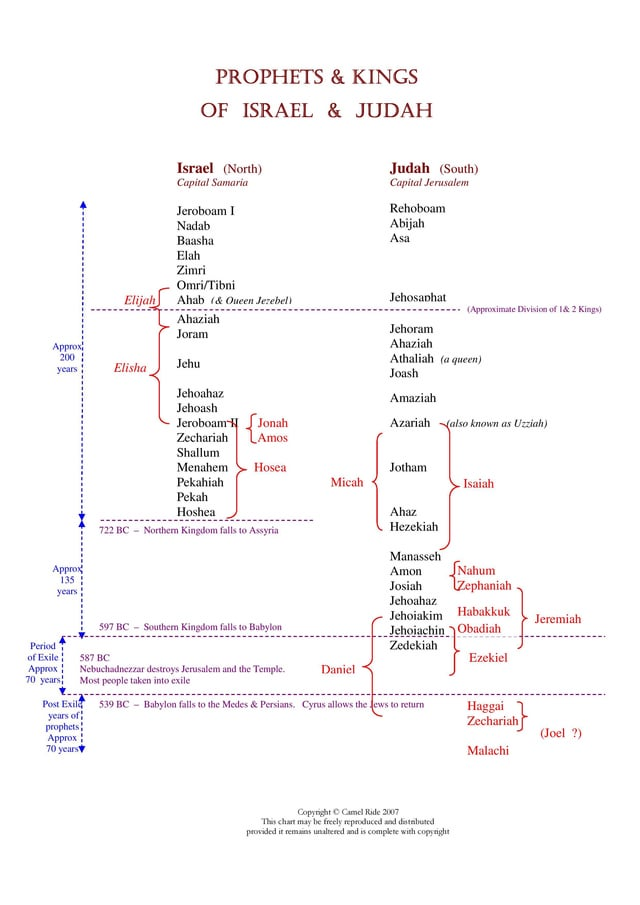 PROPHETS & KINGS
OF ISRAEL & JUDAH
Israel (North)
Capital Samaria
Judah (South)
Capital Jerusalem
Jeroboam I
Nadab
Baasha
Elah
Zimri
Omri/Tibni
Ahab (& Queen Jezebel)
Ahaziah
Joram
Jehu
Jehoahaz
Jehoash
Jeroboam II
Zechariah
Shallum
Menahem
Pekahiah
Pekah
Hoshea
Elijah
Elisha
Jonah
Amos
Hosea
Rehoboam
Abijah
Asa
Jehosaphat
(Approximate Division of 1& 2 Kings)
Jehoram
Ahaziah
Athaliah (a queen)
Joash
Amaziah
Azariah (also known as Uzziah)
Jotham
Ahaz
Hezekiah
Manasseh
Amon
Josiah
Jehoahaz
Jehoiakim
Jehoiachin
Zedekiah
Micah
Isaiah
Nahum
Zephaniah
Habakkuk
Obadiah
Jeremiah
Ezekiel
Daniel
Haggai
Zechariah
(Joel ?)
Malachi
Approx
200
years
722 BC – Northern Kingdom falls to Assyria
Approx
135
years
597 BC – Southern Kingdom falls to Babylon
Period
of Exile
Approx
70 years
587 BC
Nebuchadnezzar destroys Jerusalem and the Temple.
Most people taken into exile
Post Exile
years of
prophets
Approx
70 years
539 BC – Babylon falls to the Medes & Persians. Cyrus allows the Jews to return
Copyright © Camel Ride 2007
This chart may be freely reproduced and distributed
provided it remains unaltered and is complete with copyright